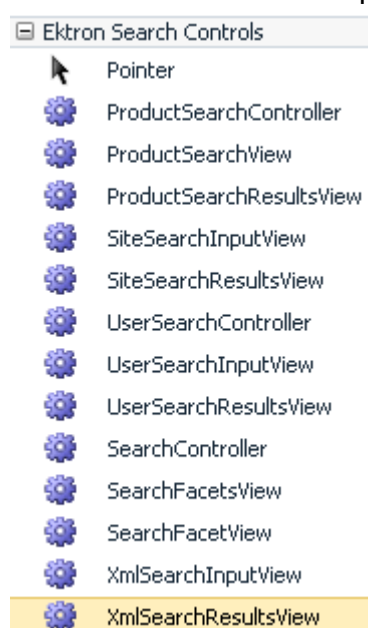 Ektron Search Controls
Pointer
ProductSearchController
ProductSearchView
ProductSearchResultsView
SiteSearchInputView
SiteSearchResultsView
UserSearchController
UserSearchInputView
UserSearchResultsView
SearchController
SearchFacetsView
SearchFacetView
XmlSearchInputView
XmlSearchResultsView